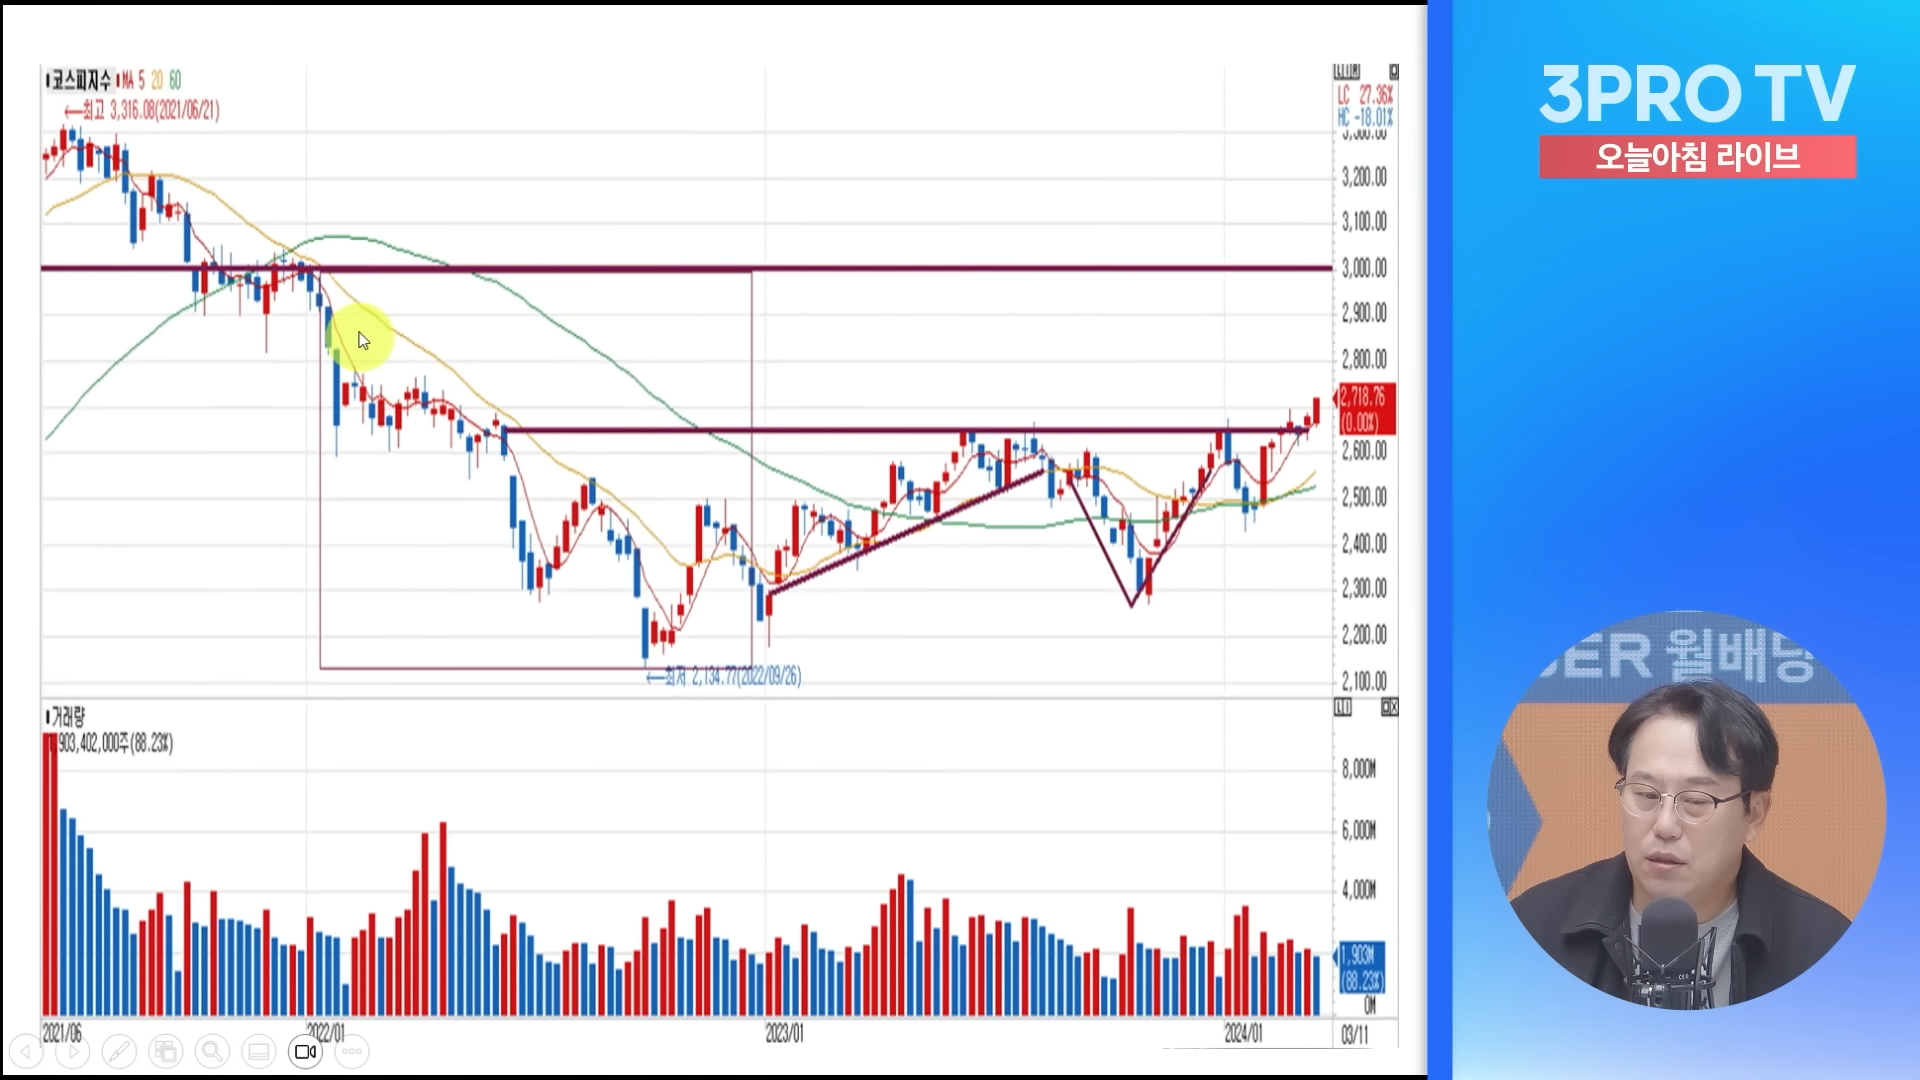 코스피지수 MA 5 20 60
←최고 3,316.08(2021/06/21)
LC 27.36%
HC -18.01%
3,300.00
3,200.00
3,100.00
3,000.00
2,900.00
2,800.00
2,718.76
(0.00%)
2,600.00
2,500.00
2,400.00
2,300.00
2,200.00
2,100.00
←최저 2,134.77(2022/09/26)
거래량
1,903,402,000주(88.23%)
8,000M
6,000M
4,000M
1,903M
(88.23%)
0M
2021/06
2022/01
2023/01
2024/01
03/11
3PRO TV
오늘아침 라이브
ER 월배당